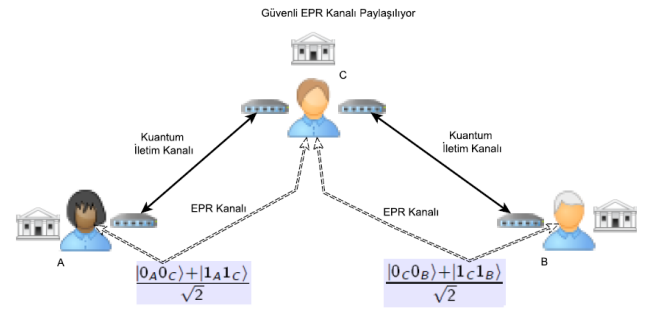 Güvenli EPR Kanalı Paylaşılıyor
C
Kuantum
İletim Kanalı
Kuantum
İletim Kanalı
EPR Kanalı
EPR Kanalı
A
B
|0_A0_C⟩+|1_A1_C⟩
√2
|0_C0_B⟩+|1_C1_B⟩
√2